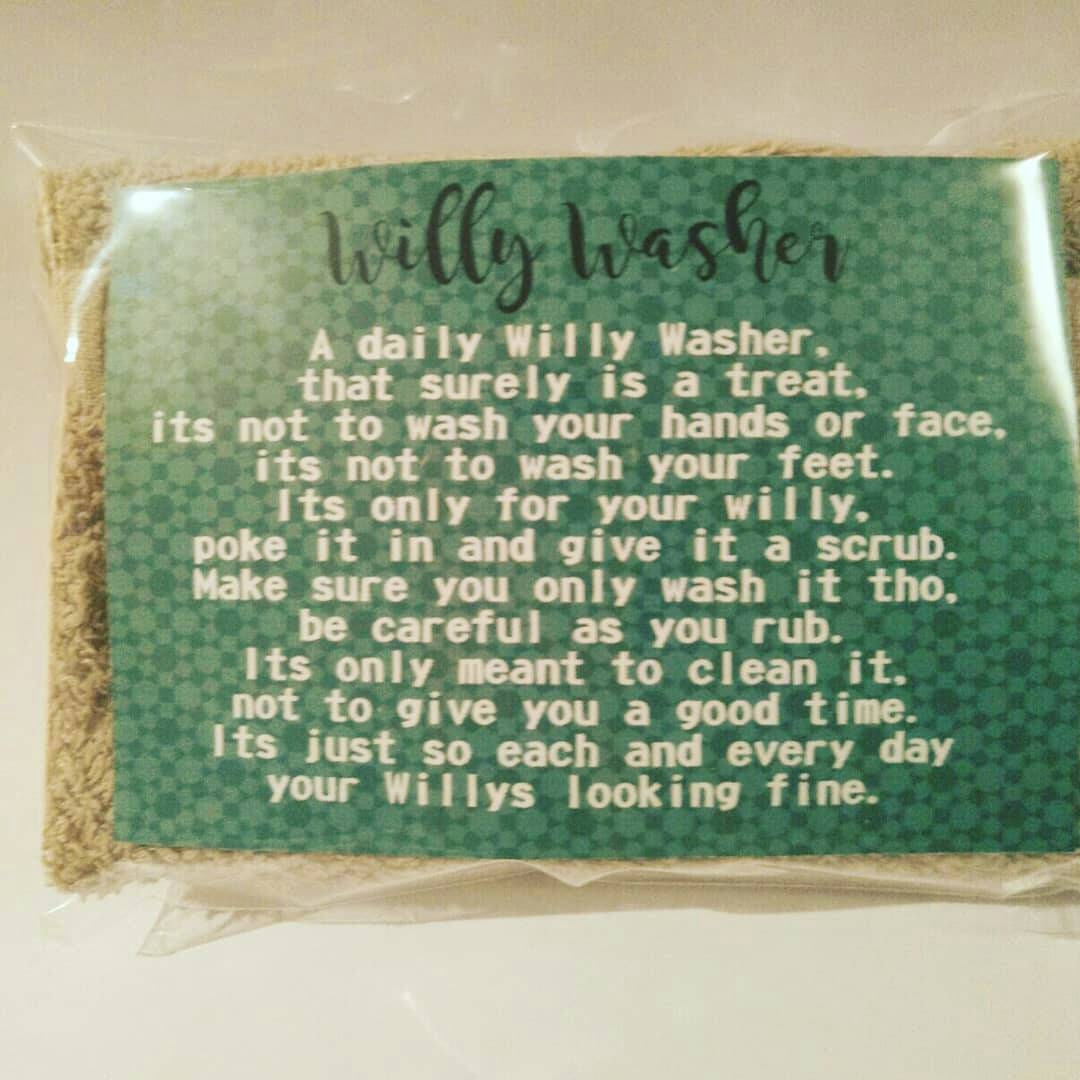 Willy Washer
A daily Willy Washer,
that surely is a treat,
its not to wash your hands or face,
its not to wash your feet.
Its only for your willy,
poke it in and give it a scrub.
Make sure you only wash it tho,
be careful as you rub.
Its only meant to clean it,
not to give you a good time.
Its just so each and every day
your Willys looking fine.